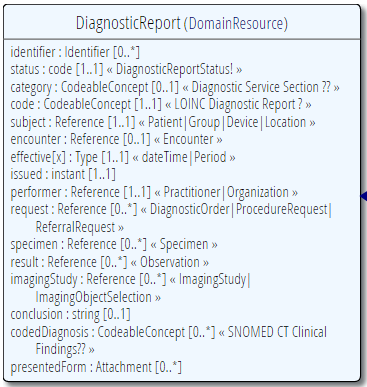 DiagnosticReport (DomainResource)
identifier : Identifier [0..*]
status : code [1..1] « DiagnosticReportStatus! »
category : CodeableConcept [0..1] « Diagnostic Service Section ?? »
code : CodeableConcept [1..1] « LOINC Diagnostic Report ? »
subject : Reference [1..1] « Patient|Group|Device|Location »
encounter : Reference [0..1] « Encounter »
effective[x] : Type [1..1] « dateTime|Period »
issued : instant [1..1]
performer : Reference [1..1] « Practitioner|Organization »
request : Reference [0..*] « DiagnosticOrder|ProcedureRequest|
ReferralRequest »
specimen : Reference [0..*] « Specimen »
result : Reference [0..*] « Observation »
imagingStudy : Reference [0..*] « ImagingStudy|
ImagingObjectSelection »
conclusion : string [0..1]
codedDiagnosis : CodeableConcept [0..*] « SNOMED CT Clinical
Findings?? »
presentedForm : Attachment [0..*]